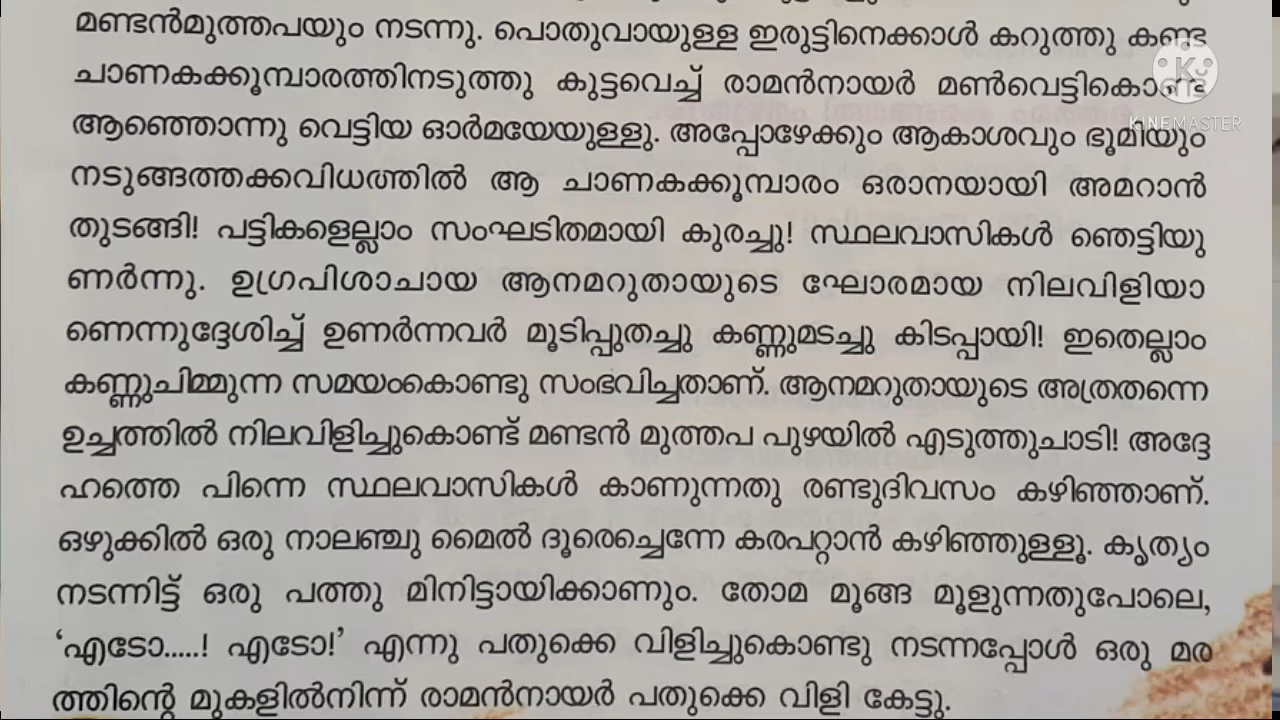 മണ്ടൻമുത്തപയും നടന്നു. പൊതുവായുള്ള ഇരുട്ടിനെക്കാൾ കറുത്തു കണ്ട
ചാണകക്കൂമ്പാരത്തിനടുത്തു കുട്ടവെച്ച് രാമൻനായർ മൺവെട്ടികൊണ്ട്
ആഞ്ഞൊന്നു വെട്ടിയ ഓർമയേയുള്ളു. അപ്പോഴേക്കും ആകാശവും ഭൂമിയും
നടുങ്ങത്തക്കവിധത്തിൽ ആ ചാണകക്കൂമ്പാരം ഒരാനയായി അമറാൻ
തുടങ്ങി! പട്ടികളെല്ലാം സംഘടിതമായി കുരച്ചു! സ്ഥലവാസികൾ ഞെട്ടിയു
ണർന്നു. ഉഗ്രപിശാചായ ആനമറുതായുടെ ഘോരമായ നിലവിളിയാ
ണെന്നുദ്ദേശിച്ച് ഉണർന്നവർ മൂടിപ്പുതച്ചു കണ്ണുമടച്ചു കിടപ്പായി! ഇതെല്ലാം
കണ്ണുചിമ്മുന്ന സമയംകൊണ്ടു സംഭവിച്ചതാണ്. ആനമറുതായുടെ അത്രതന്നെ
ഉച്ചത്തിൽ നിലവിളിച്ചുകൊണ്ട് മണ്ടൻ മുത്തപ പുഴയിൽ എടുത്തുചാടി! അദ്ദേ
ഹത്തെ പിന്നെ സ്ഥലവാസികൾ കാണുന്നതു രണ്ടുദിവസം കഴിഞ്ഞാണ്.
ഒഴുക്കിൽ ഒരു നാലഞ്ചു മൈൽ ദൂരെച്ചെന്നേ കരപറ്റാൻ കഴിഞ്ഞുള്ളൂ. കൃത്യം
നടന്നിട്ട് ഒരു പത്തു മിനിട്ടായിക്കാണും. തോമ മൂങ്ങ മൂളുന്നതുപോലെ,
‘എടോ.....! എടോ!’ എന്നു പതുക്കെ വിളിച്ചുകൊണ്ടു നടന്നപ്പോൾ ഒരു മര
ത്തിന്റെ മുകളിൽനിന്ന് രാമൻനായർ പതുക്കെ വിളി കേട്ടു.
KINEMASTER